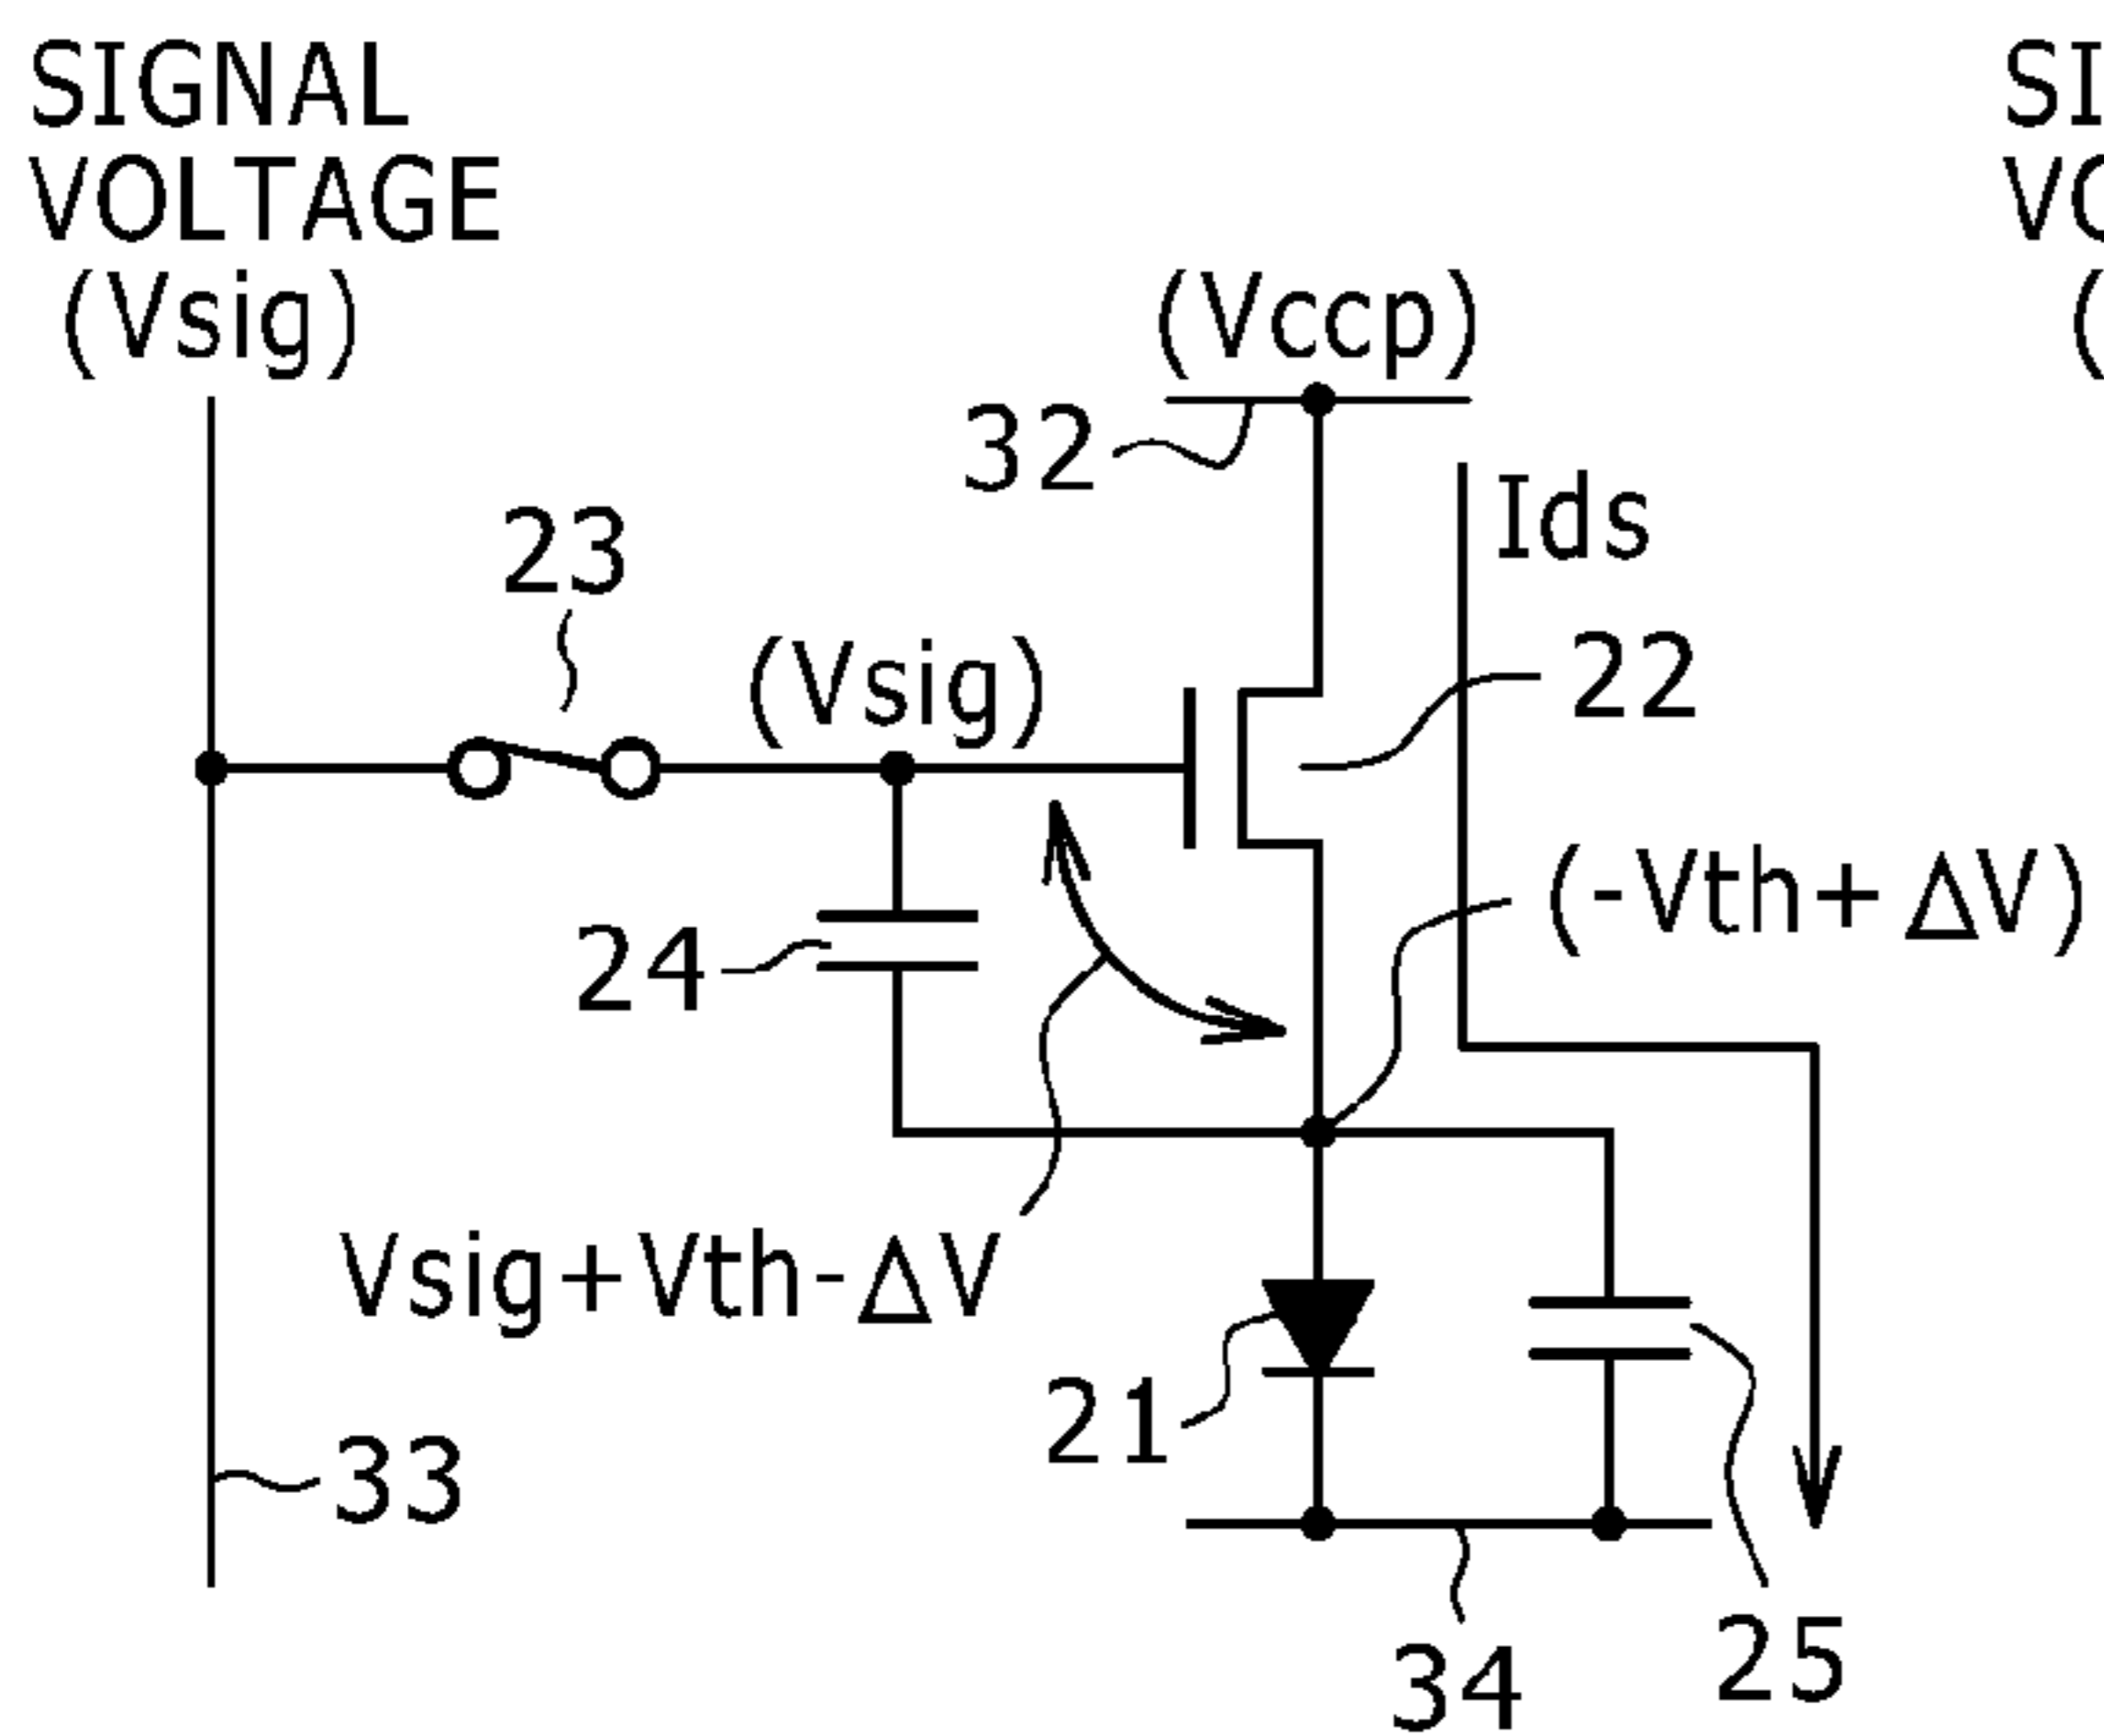 SIGNAL
VOLTAGE
(Vsig)
(Vccp)
32
Ids
23
22
(Vsig)
(-Vth+ΔV)
24
Vsig+Vth-ΔV
21
33
25
34
SI
V
(